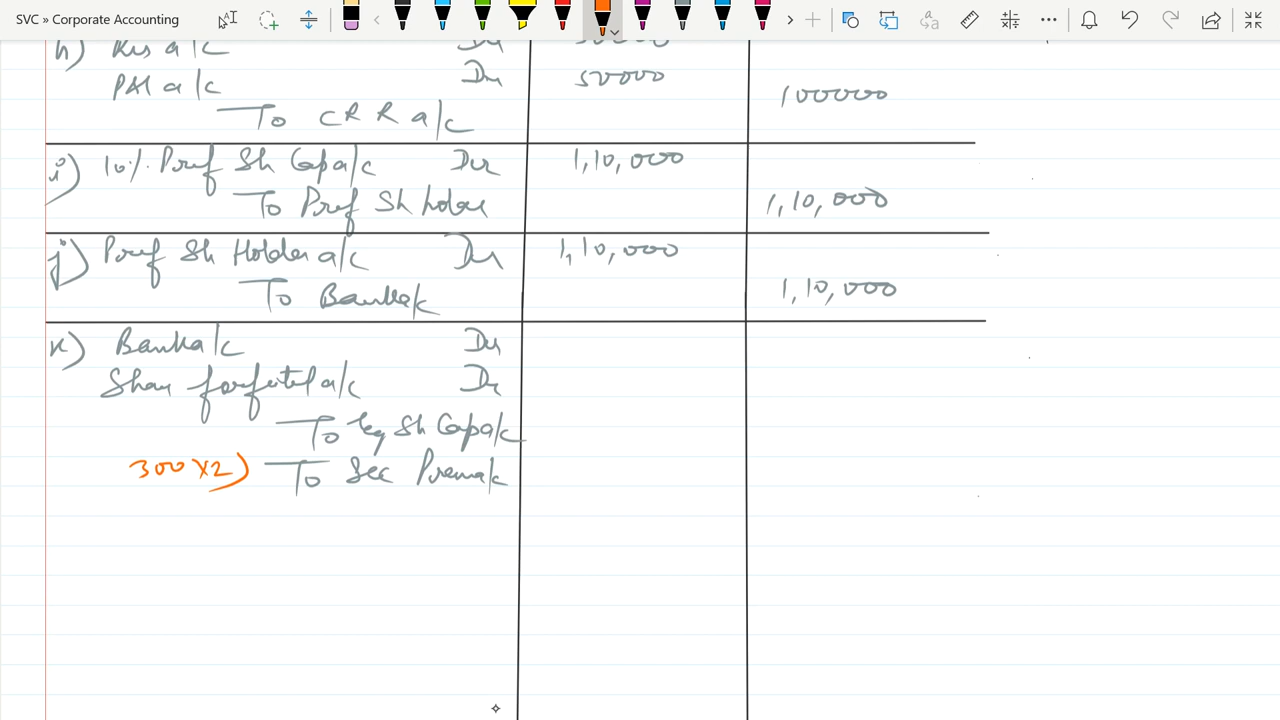 SVC » Corporate Accounting
h) Res a/c Dr
P&l a/c Dr 50000
To CRR a/c 100000
i) 10% Pref Sh Cap a/c Dr 1,10,000
To Pref Sh holder 1,10,000
j) Pref Sh Holder a/c Dr 1,10,000
To Bank a/c 1,10,000
k) Bank a/c Dr
Share forfeited a/c Dr
To Eq Sh Cap a/c
300 x 2) To Sec Prem a/c